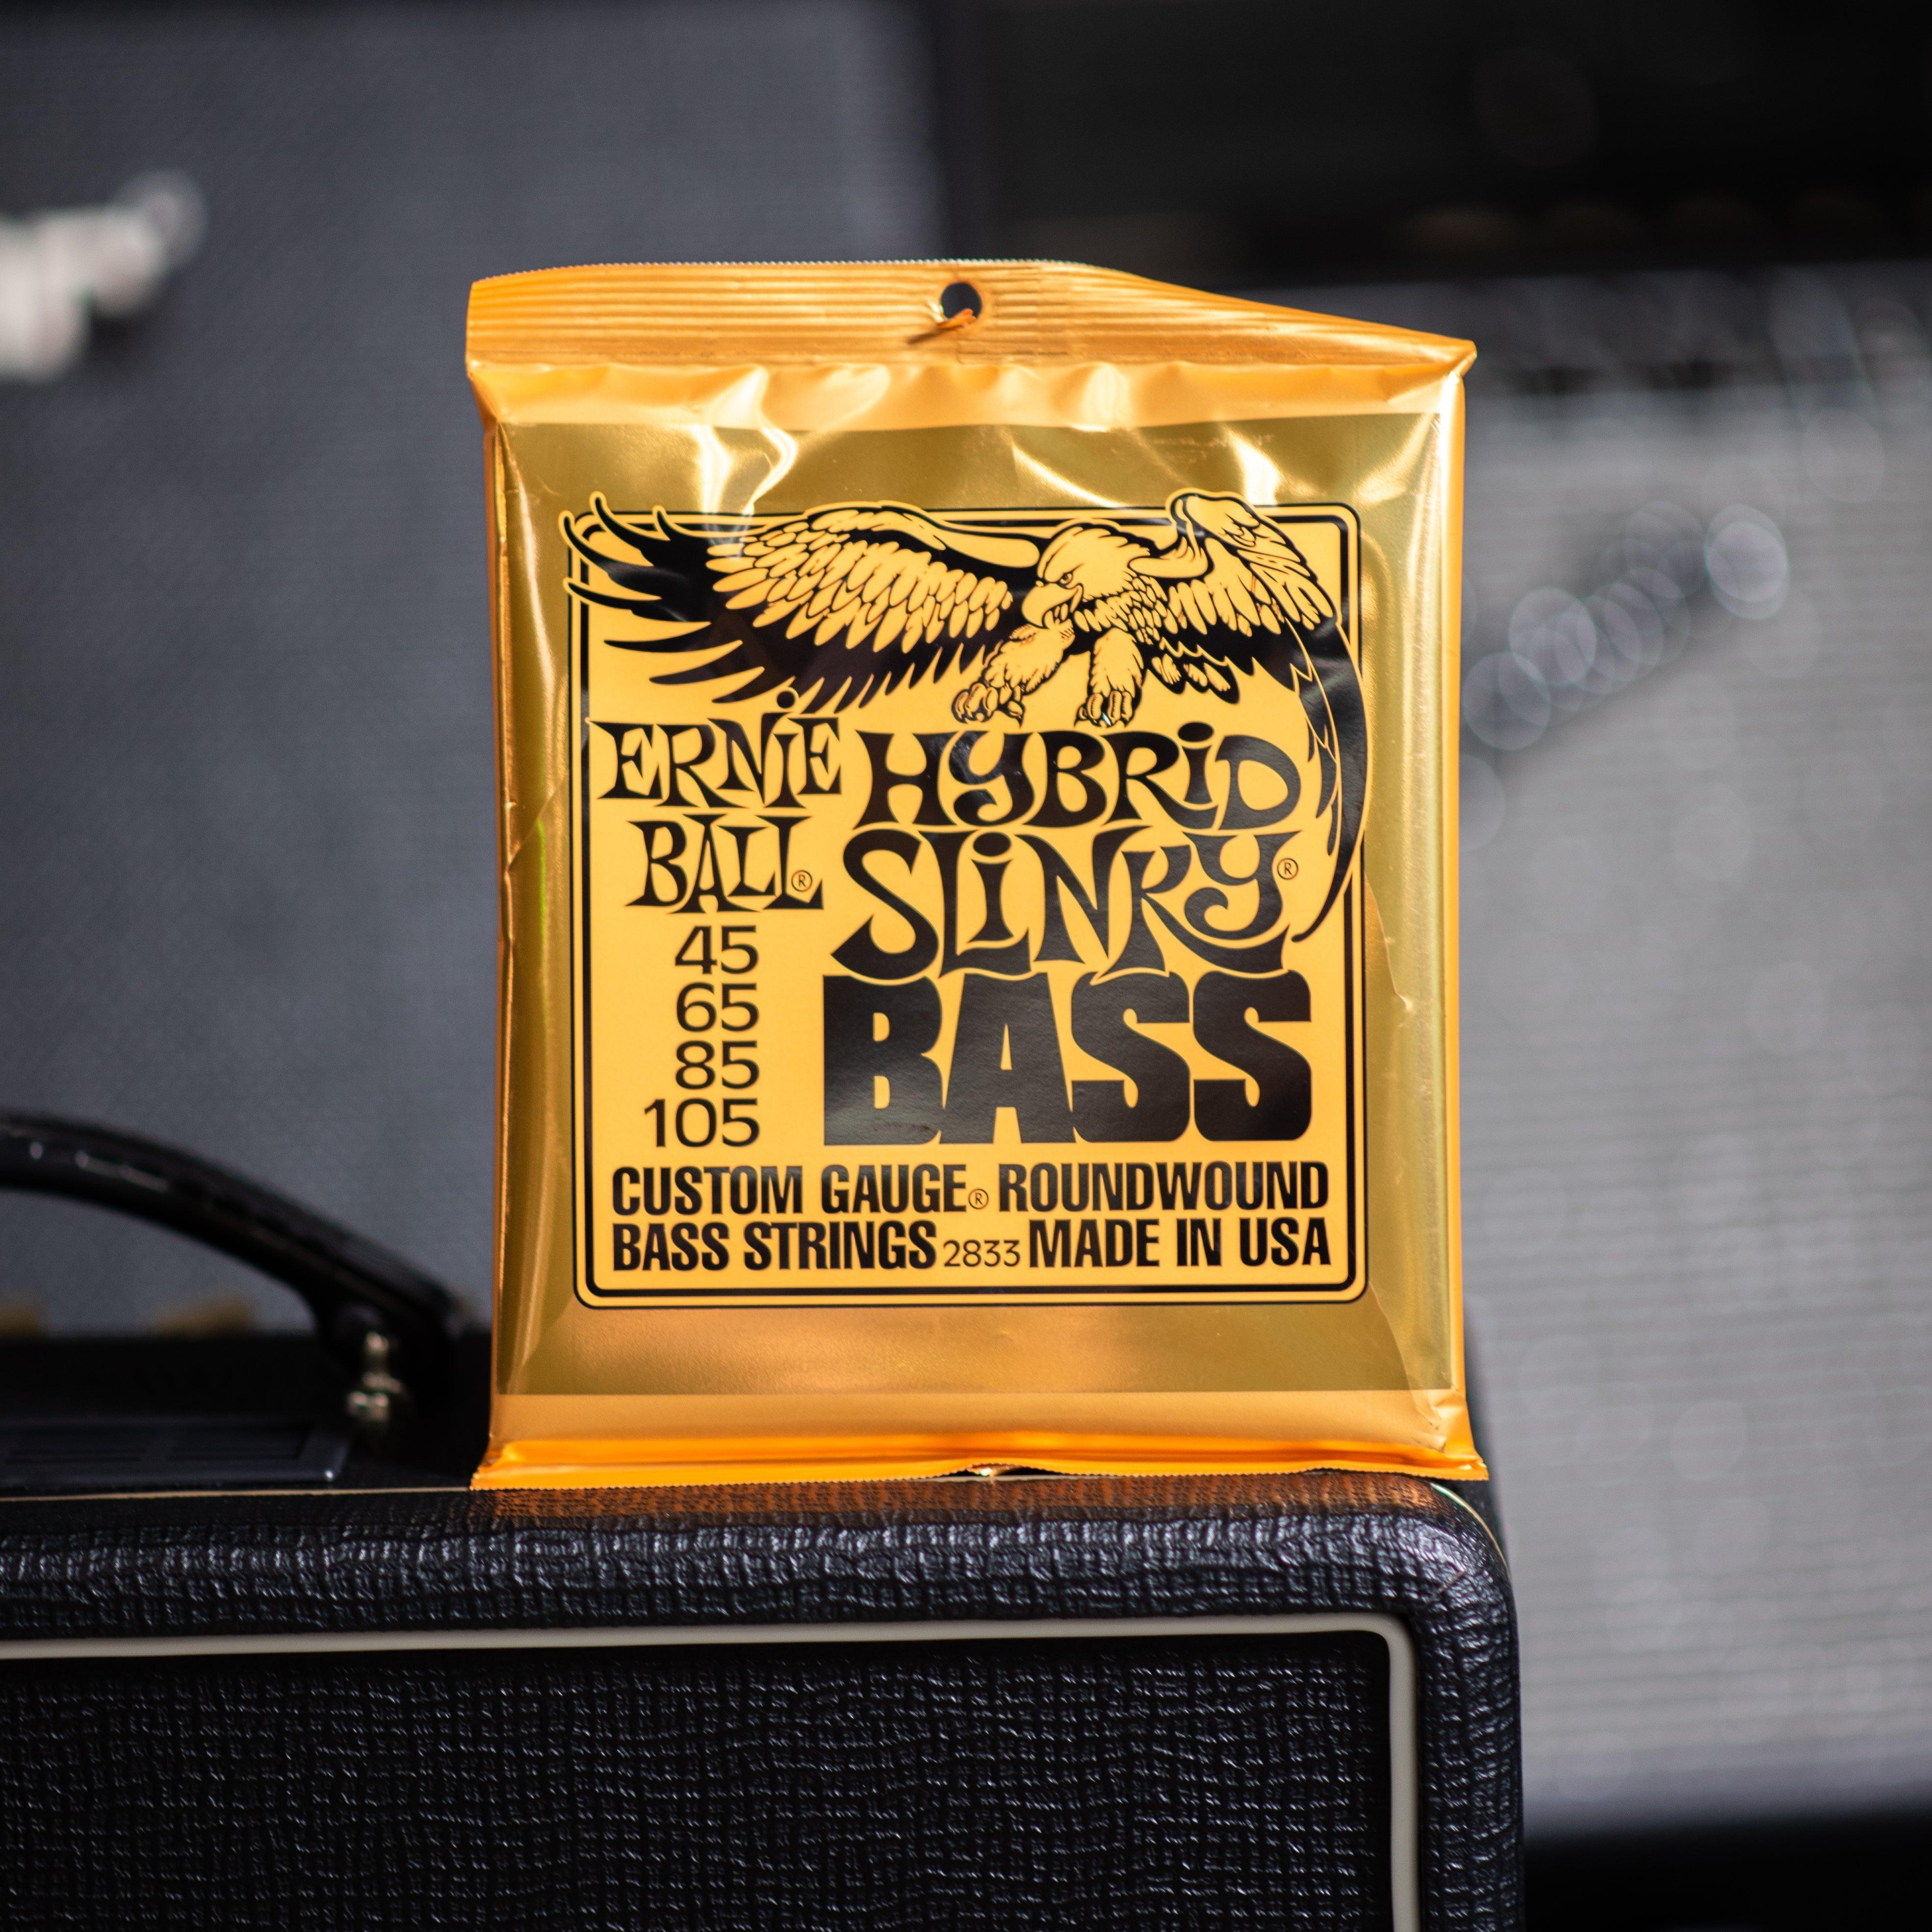 ERNiE BALL®
HYBRiD SLiNKY®
BASS
45
65
85
105
CUSTOM GAUGE® ROUNDWOUND
BASS STRINGS 2833 MADE IN USA